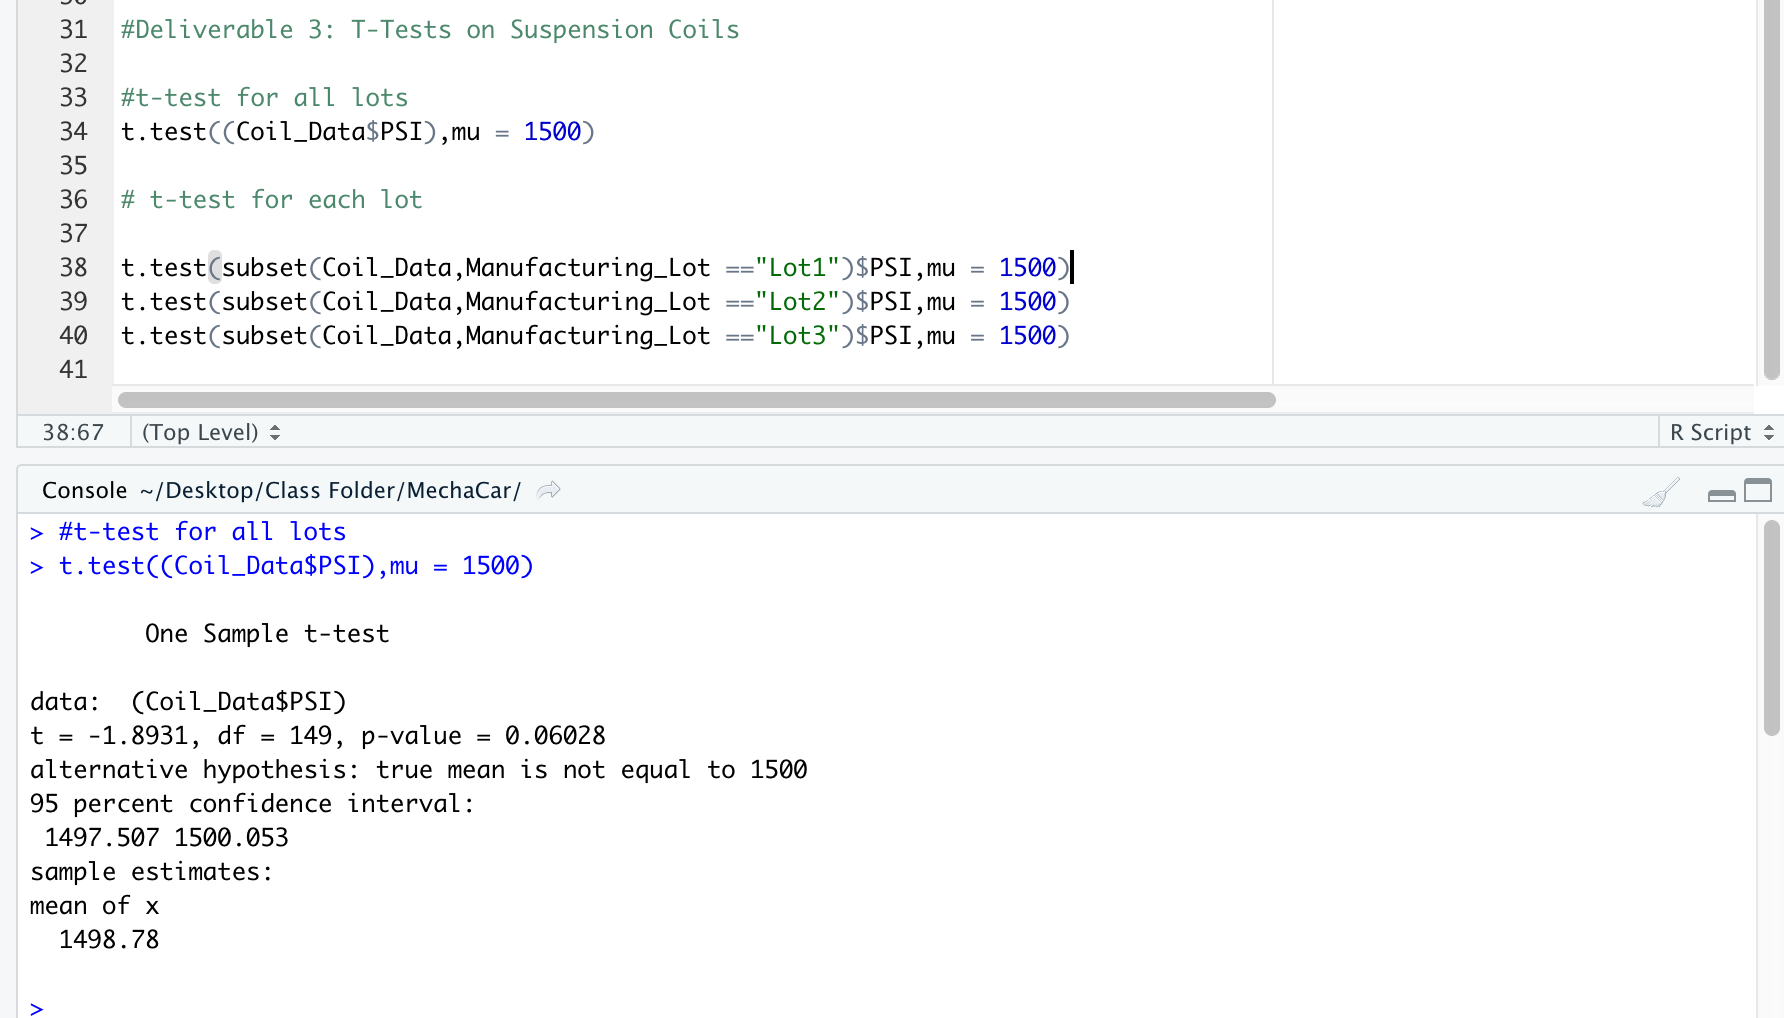 31 #Deliverable 3: T-Tests on Suspension Coils
32
33 #t-test for all lots
34 t.test((Coil_Data$PSI),mu = 1500)
35
36 # t-test for each lot
37
38 t.test(subset(Coil_Data,Manufacturing_Lot =="Lot1")$PSI,mu = 1500)
39 t.test(subset(Coil_Data,Manufacturing_Lot =="Lot2")$PSI,mu = 1500)
40 t.test(subset(Coil_Data,Manufacturing_Lot =="Lot3")$PSI,mu = 1500)
41
38:67 (Top Level) R Script
Console ~/Desktop/Class Folder/MechaCar/
> #t-test for all lots
> t.test((Coil_Data$PSI),mu = 1500)
One Sample t-test
data:  (Coil_Data$PSI)
t = -1.8931, df = 149, p-value = 0.06028
alternative hypothesis: true mean is not equal to 1500
95 percent confidence interval:
1497.507 1500.053
sample estimates:
mean of x
1498.78
>